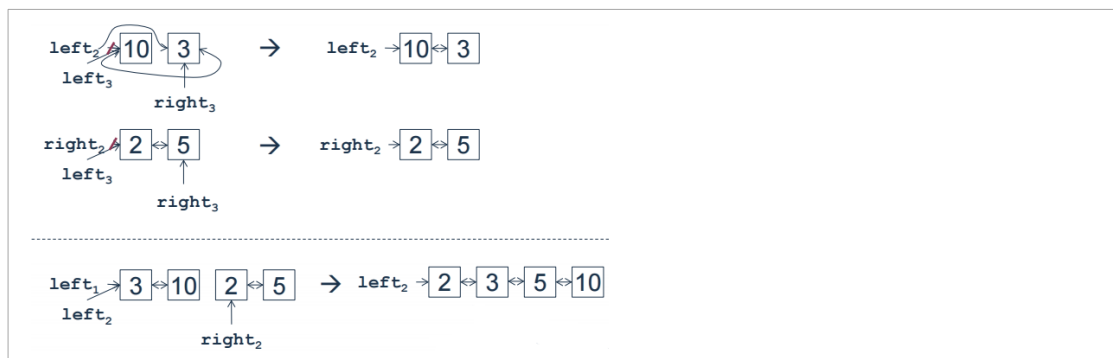 left₂ 10 3 → left₂ 10 3
left₃
right₃
right₂ 2 5 → right₂ 2 5
left₃
right₃
left₁ 3 10 2 5 → left₂ 2 3 5 10
left₂
right₂